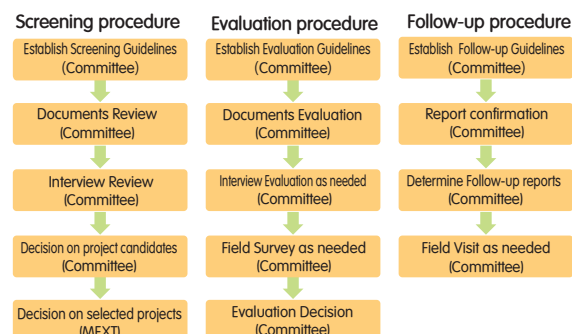 Screening procedure
Establish Screening Guidelines
(Committee)
Documents Review
(Committee)
Interview Review
(Committee)
Decision on project candidates
(Committee)
Decision on selected projects
(MEXT)
Evaluation procedure
Establish Evaluation Guidelines
(Committee)
Documents Evaluation
(Committee)
Interview Evaluation as needed
(Committee)
Field Survey as needed
(Committee)
Evaluation Decision
(Committee)
Follow-up procedure
Establish Follow-up Guidelines
(Committee)
Report confirmation
(Committee)
Determine Follow-up reports
(Committee)
Field Visit as needed
(Committee)